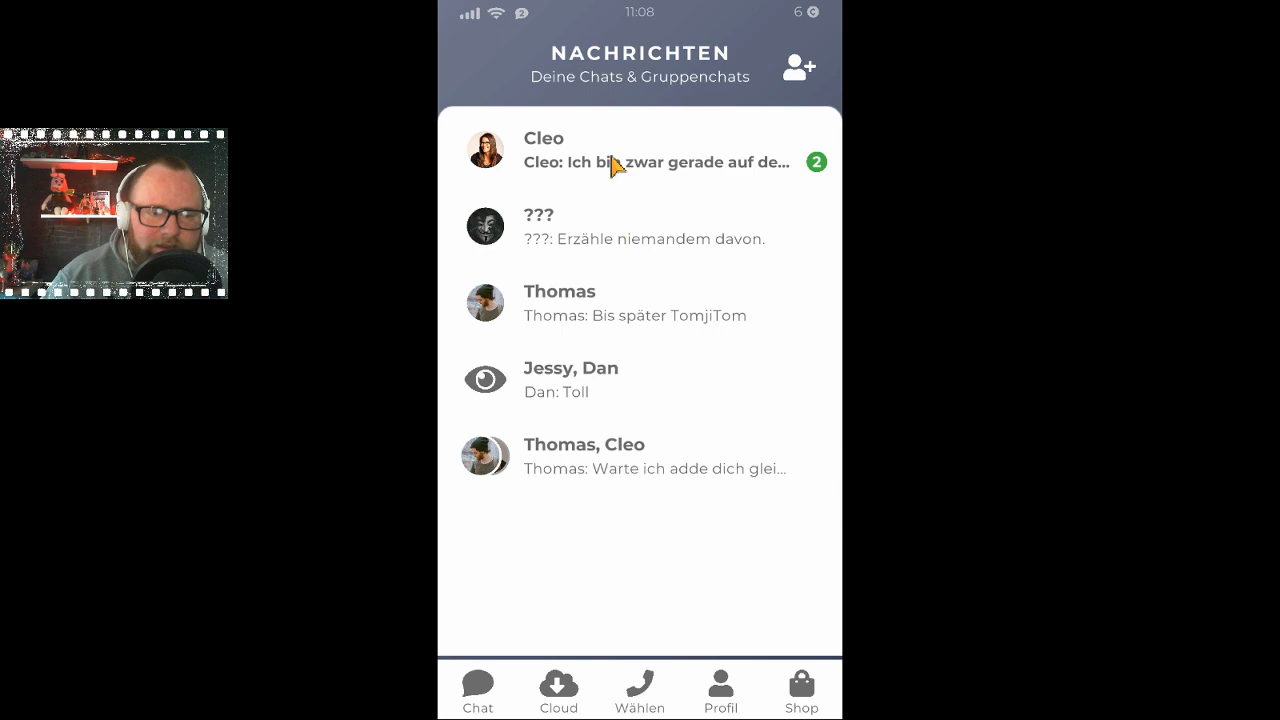 2
11:08
6 C
NACHRICHTEN
Deine Chats & Gruppenchats
Cleo
Cleo: Ich bin zwar gerade auf de...
2
???
???: Erzähle niemandem davon.
Thomas
Thomas: Bis später TomjiTom
Jessy, Dan
Dan: Toll
Thomas, Cleo
Thomas: Warte ich adde dich glei...
Chat
Cloud
Wählen
Profil
Shop